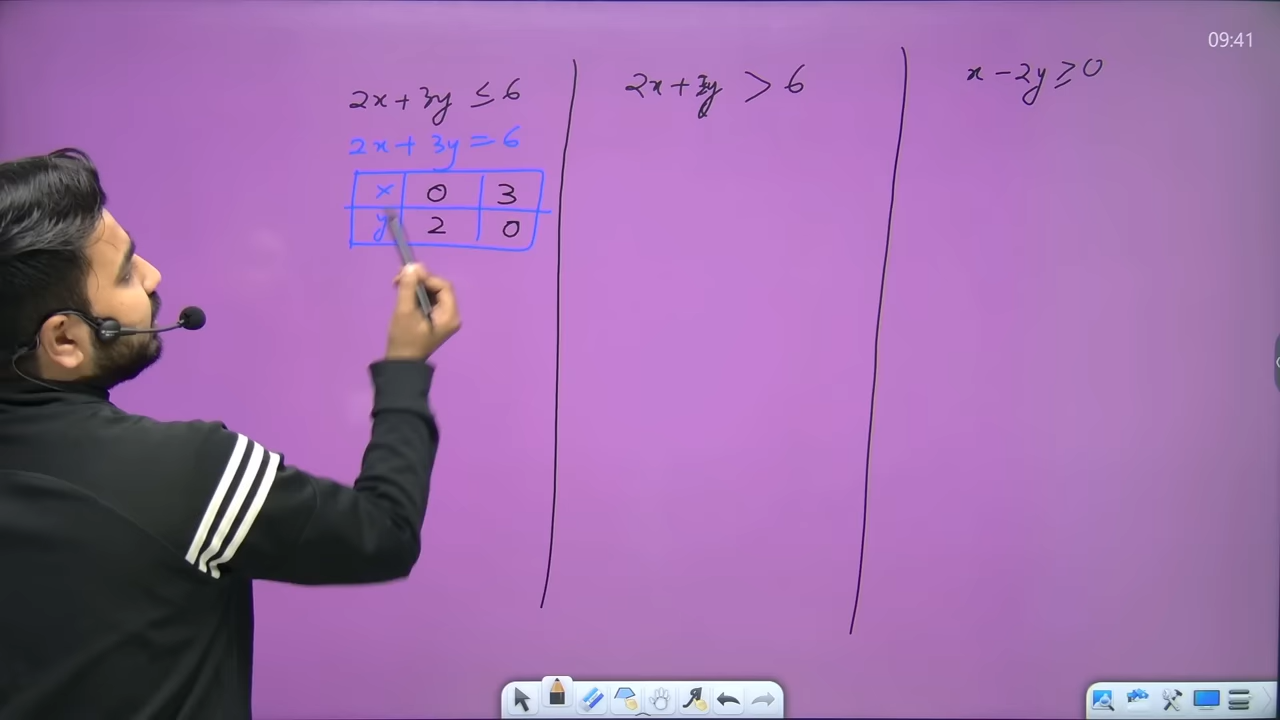 09:41
2x+3y ≤ 6
2x+3y=6
x 0 3
y 2 0
2x+3y > 6
x-2y ≥ 0